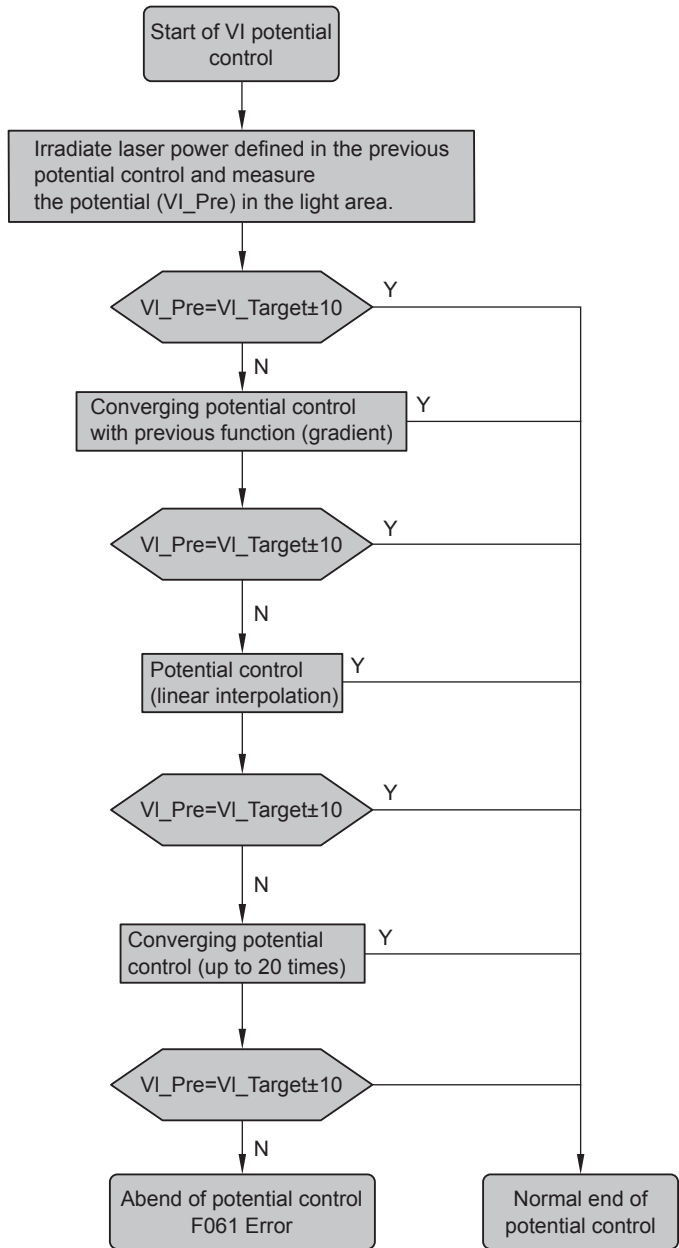 Start of VI potential
control
Irradiate laser power defined in the previous
potential control and measure
the potential (VI_Pre) in the light area.
VI_Pre=VI_Target±10
Y
N
Converging potential control
with previous function (gradient)
Y
VI_Pre=VI_Target±10
Y
N
Potential control
(linear interpolation)
Y
VI_Pre=VI_Target±10
Y
N
Converging potential
control (up to 20 times)
Y
VI_Pre=VI_Target±10
N
Abend of potential control
F061 Error
Normal end of
potential control